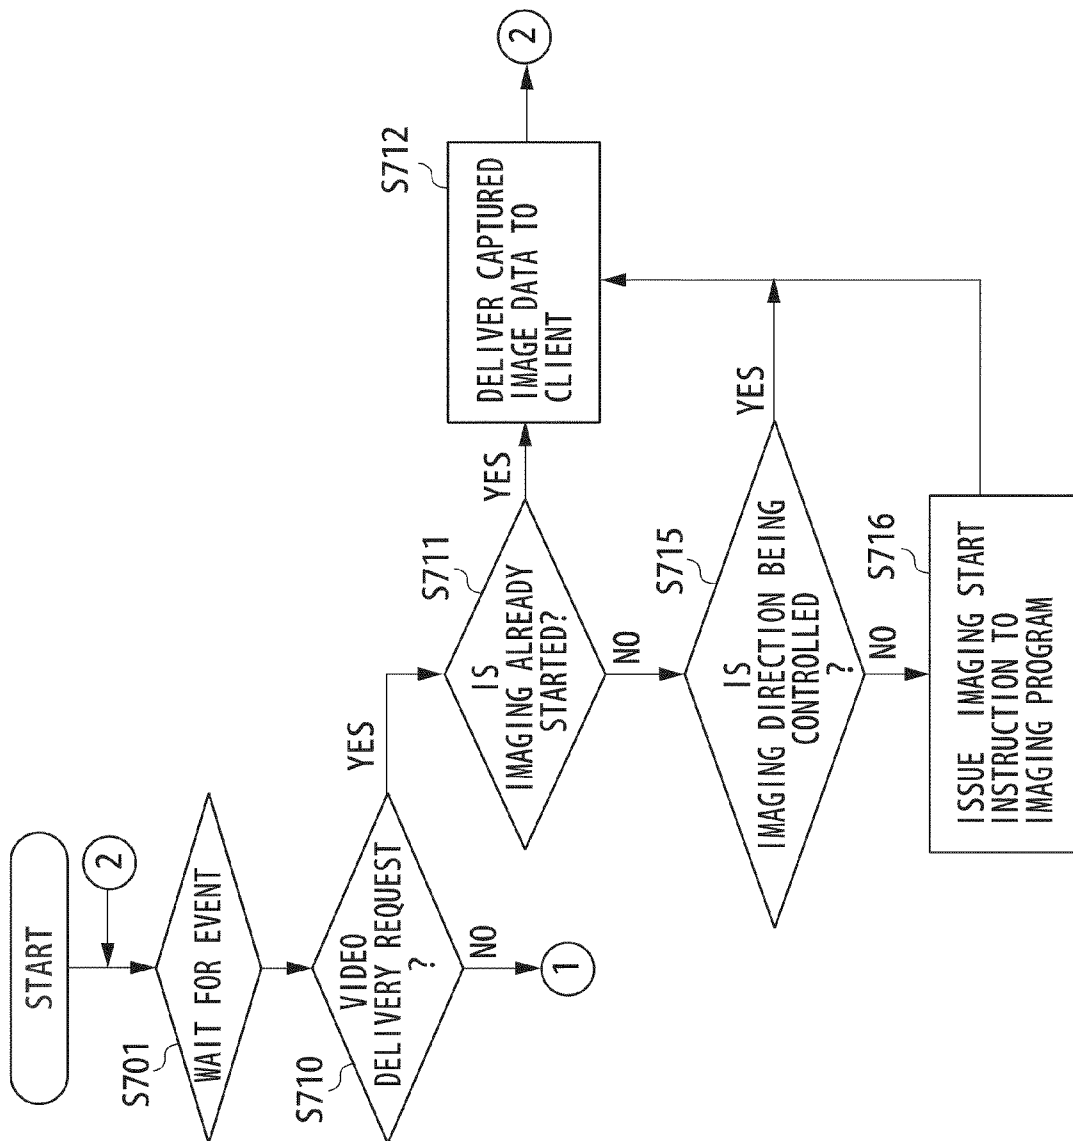 START
2
S701
WAIT FOR EVENT
S710
VIDEO
DELIVERY REQUEST
?
YES
NO
1
S711
IS
IMAGING ALREADY
STARTED?
YES
NO
S712
DELIVER CAPTURED
IMAGE DATA TO
CLIENT
2
S715
IS
IMAGING DIRECTION BEING
CONTROLLED
?
YES
NO
S716
ISSUE IMAGING START
INSTRUCTION TO
IMAGING PROGRAM